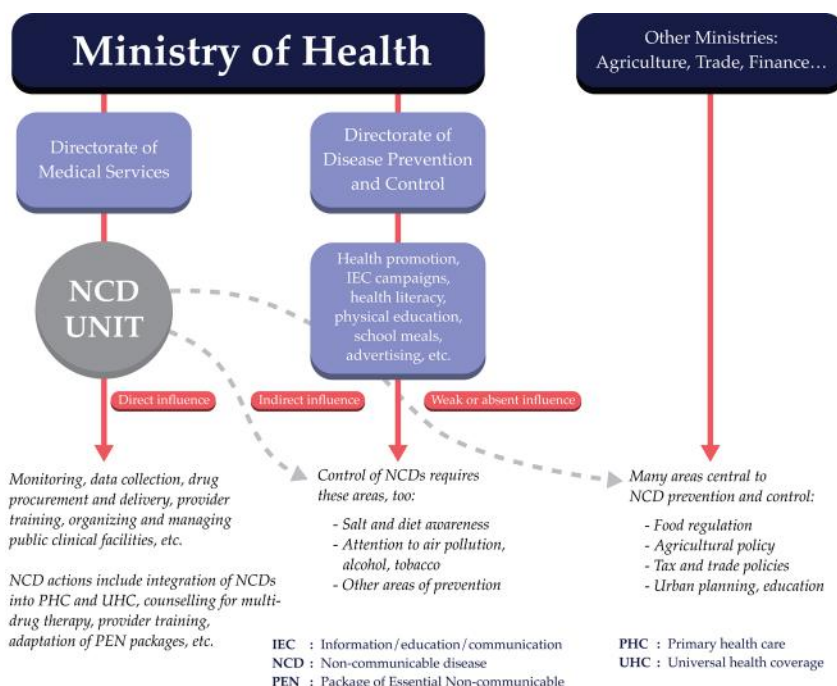 Ministry of Health
Other Ministries:
Agriculture, Trade, Finance…
Directorate of
Medical Services
Directorate of
Disease Prevention
and Control
NCD
UNIT
Health promotion,
IEC campaigns,
health literacy,
physical education,
school meals,
advertising, etc.
Direct influence
Indirect influence
Weak or absent influence
Monitoring, data collection, drug
procurement and delivery, provider
training, organizing and managing
public clinical facilities, etc.
NCD actions include integration of NCDs
into PHC and UHC, counselling for multi-
drug therapy, provider training,
adaptation of PEN packages, etc.
Control of NCDs requires
these areas, too:
- Salt and diet awareness
- Attention to air pollution,
alcohol, tobacco
- Other areas of prevention
Many areas central to
NCD prevention and control:
- Food regulation
- Agricultural policy
- Tax and trade policies
- Urban planning, education
IEC : Information/education/communication
NCD : Non-communicable disease
PEN : Package of Essential Non-communicable
PHC : Primary health care
UHC : Universal health coverage